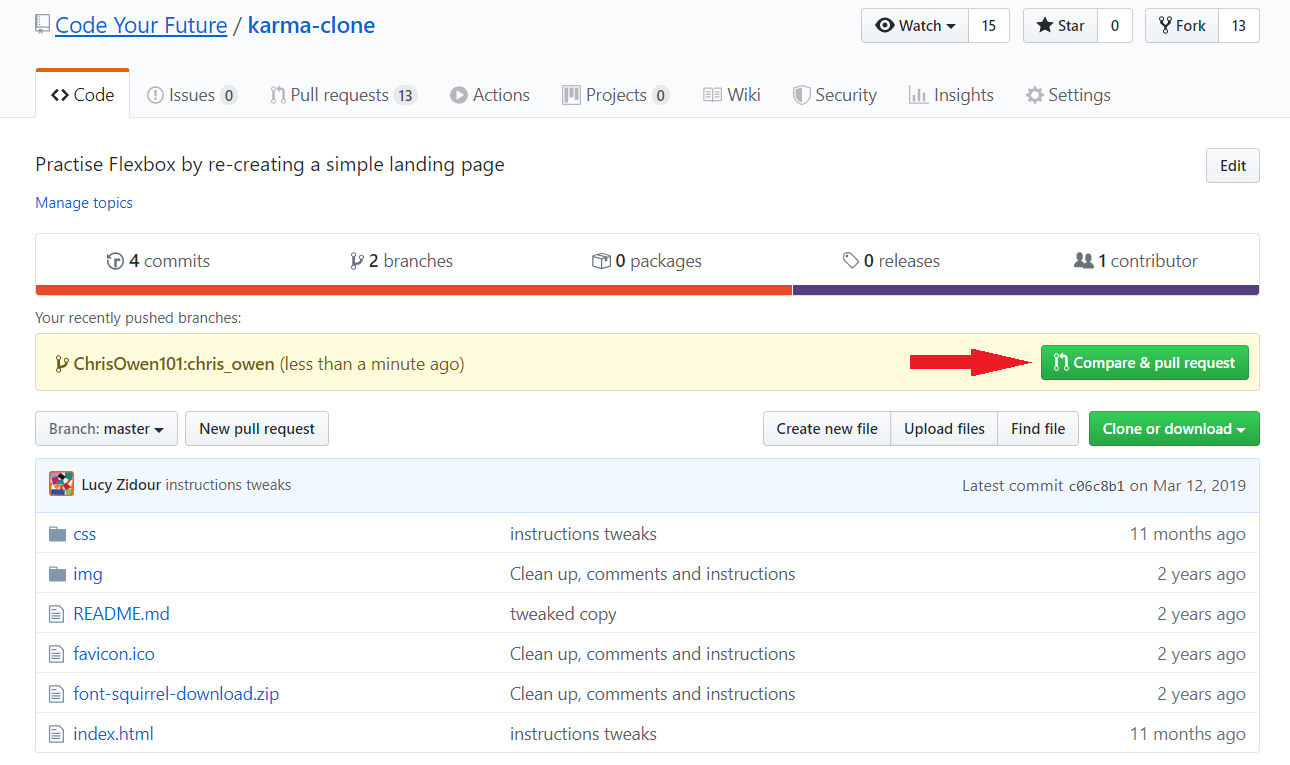 Code Your Future / karma-clone Watch 15 Star 0 Fork 13
Code Issues 0 Pull requests 13 Actions Projects 0 Wiki Security Insights Settings
Practise Flexbox by re-creating a simple landing page Edit
Manage topics
4 commits 2 branches 0 packages 0 releases 1 contributor
Your recently pushed branches:
ChrisOwen101:chris_owen (less than a minute ago) Compare & pull request
Branch: master New pull request Create new file Upload files Find file Clone or download
Lucy Zidour instructions tweaks Latest commit c06c8b1 on Mar 12, 2019
css instructions tweaks 11 months ago
img Clean up, comments and instructions 2 years ago
README.md tweaked copy 2 years ago
favicon.ico Clean up, comments and instructions 2 years ago
font-squirrel-download.zip Clean up, comments and instructions 2 years ago
index.html instructions tweaks 11 months ago